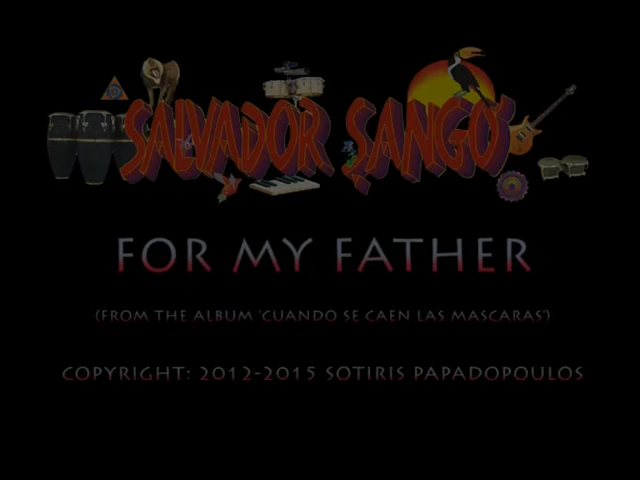 SALVADOR SANGO
FOR MY FATHER
(FROM THE ALBUM 'CUANDO SE CAEN LAS MASCARAS')
COPYRIGHT: 2012-2015 SOTIRIS PAPADOPOULOS